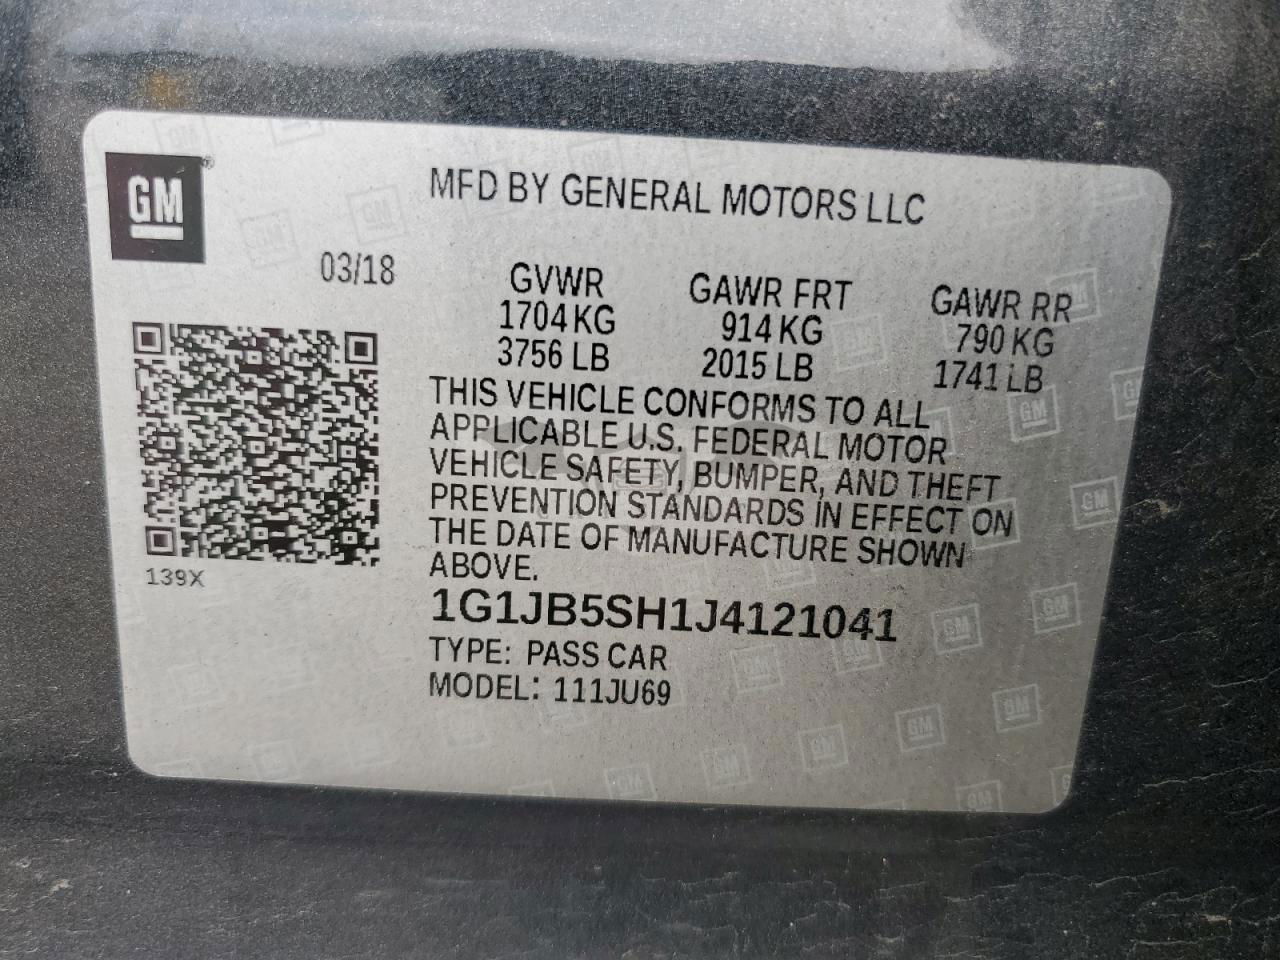 GM
MFD BY GENERAL MOTORS LLC
03/18
GVWR GAWR FRT GAWR RR
1704 KG 914 KG 790 KG
3756 LB 2015 LB 1741 LB
THIS VEHICLE CONFORMS TO ALL
APPLICABLE U.S. FEDERAL MOTOR
VEHICLE SAFETY, BUMPER, AND THEFT
PREVENTION STANDARDS IN EFFECT ON
THE DATE OF MANUFACTURE SHOWN
ABOVE.
139X
1G1JB5SH1J4121041
TYPE: PASS CAR
MODEL: 111JU69